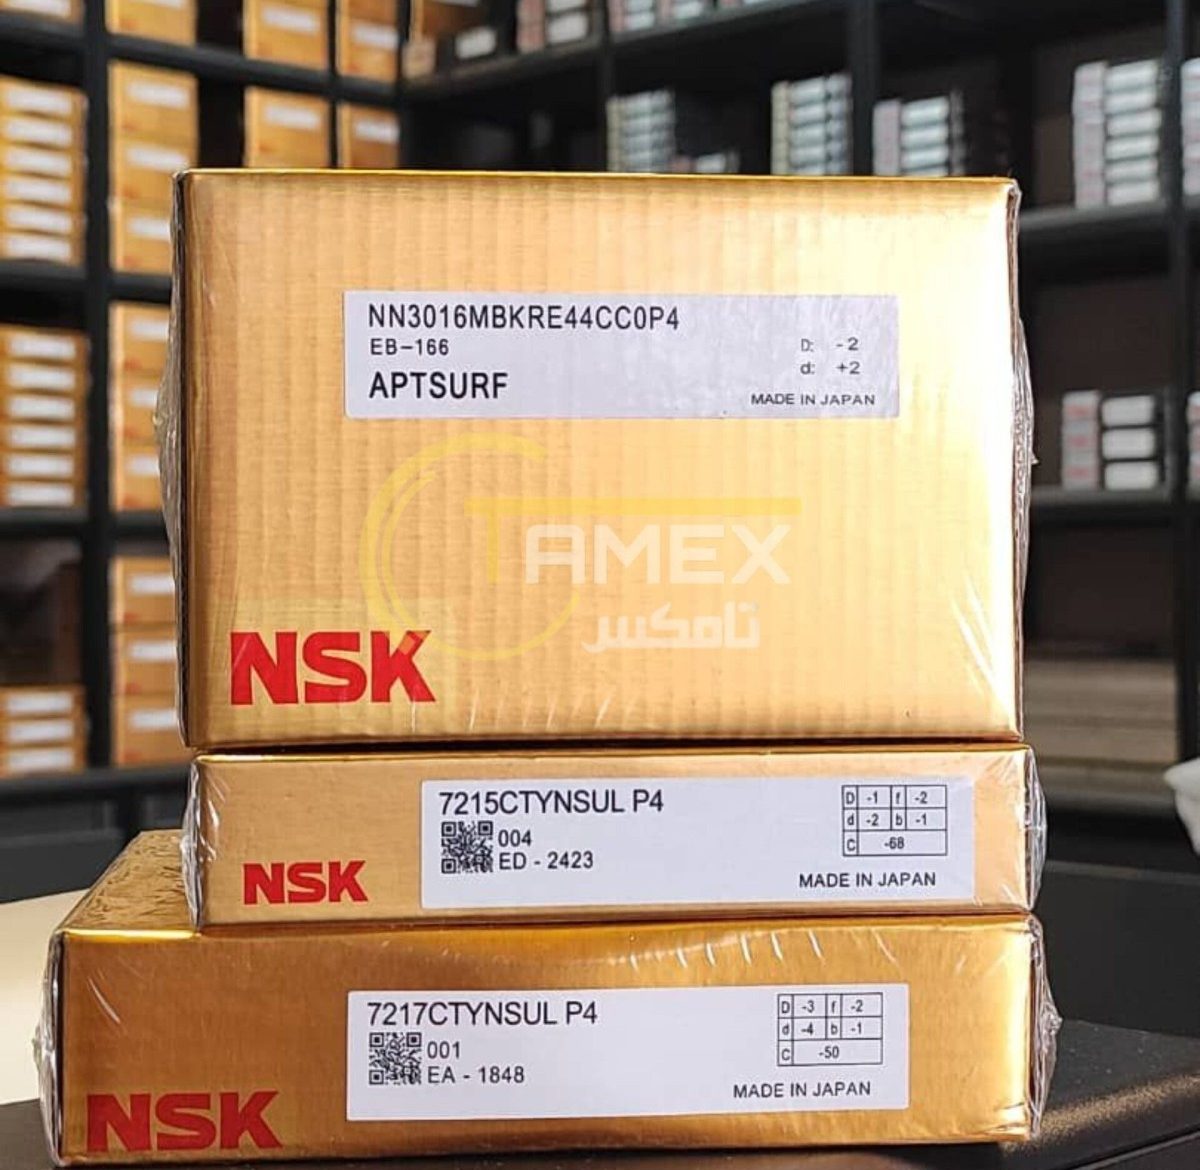 NN3016MBKRE44CC0P4
EB-166
APTSURF
D: -2
d: +2
MADE IN JAPAN
TAMEX
تامكس
NSK
7215CTYNSUL P4
004
ED - 2423
D -1 f -2
d -2 b -1
C -68
MADE IN JAPAN
NSK
7217CTYNSUL P4
001
EA - 1848
D -3 f -2
d -4 b -1
C -50
MADE IN JAPAN
NSK